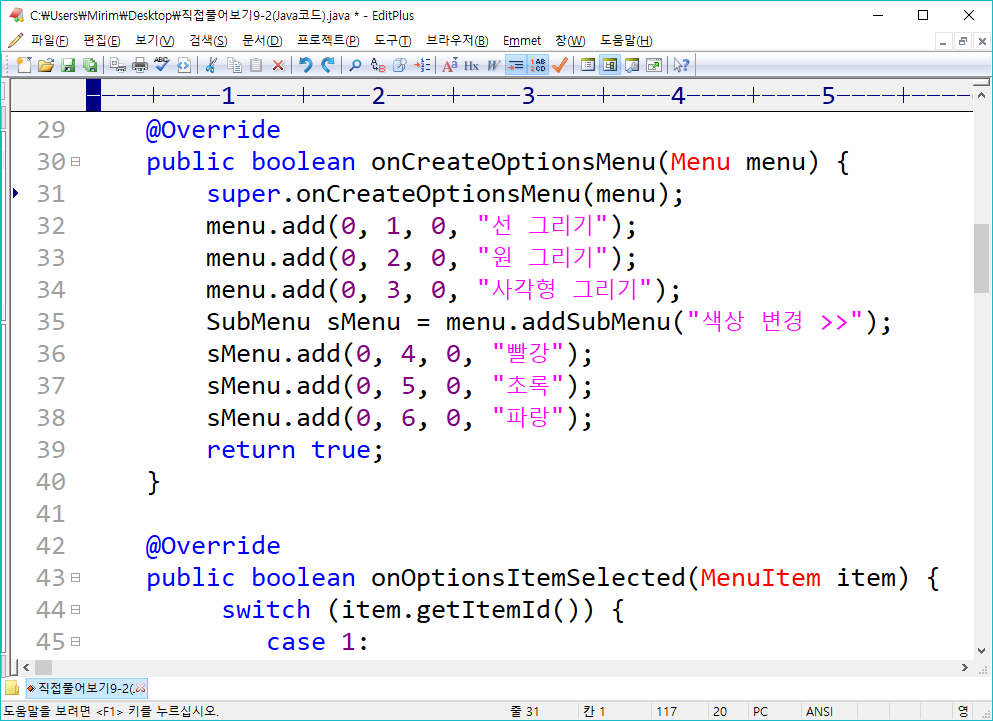 C:₩Users₩Mirim₩Desktop₩직접풀어보기9-2(Java코드).java * - EditPlus
파일(F) 편집(E) 보기(V) 검색(S) 문서(D) 프로젝트(P) 도구(T) 브라우저(B) Emmet 창(W) 도움말(H)
----+----1----+----2----+----3----+----4----+----5----+----
29 @Override
30 public boolean onCreateOptionsMenu(Menu menu) {
31 super.onCreateOptionsMenu(menu);
32 menu.add(0, 1, 0, "선 그리기");
33 menu.add(0, 2, 0, "원 그리기");
34 menu.add(0, 3, 0, "사각형 그리기");
35 SubMenu sMenu = menu.addSubMenu("색상 변경 >>");
36 sMenu.add(0, 4, 0, "빨강");
37 sMenu.add(0, 5, 0, "초록");
38 sMenu.add(0, 6, 0, "파랑");
39 return true;
40 }
41
42 @Override
43 public boolean onOptionsItemSelected(MenuItem item) {
44 switch (item.getItemId()) {
45 case 1:
직접풀어보기9-2(.
도움말을 보려면 <F1> 키를 누르십시오. 줄 31 칸 1 117 20 PC ANSI 영